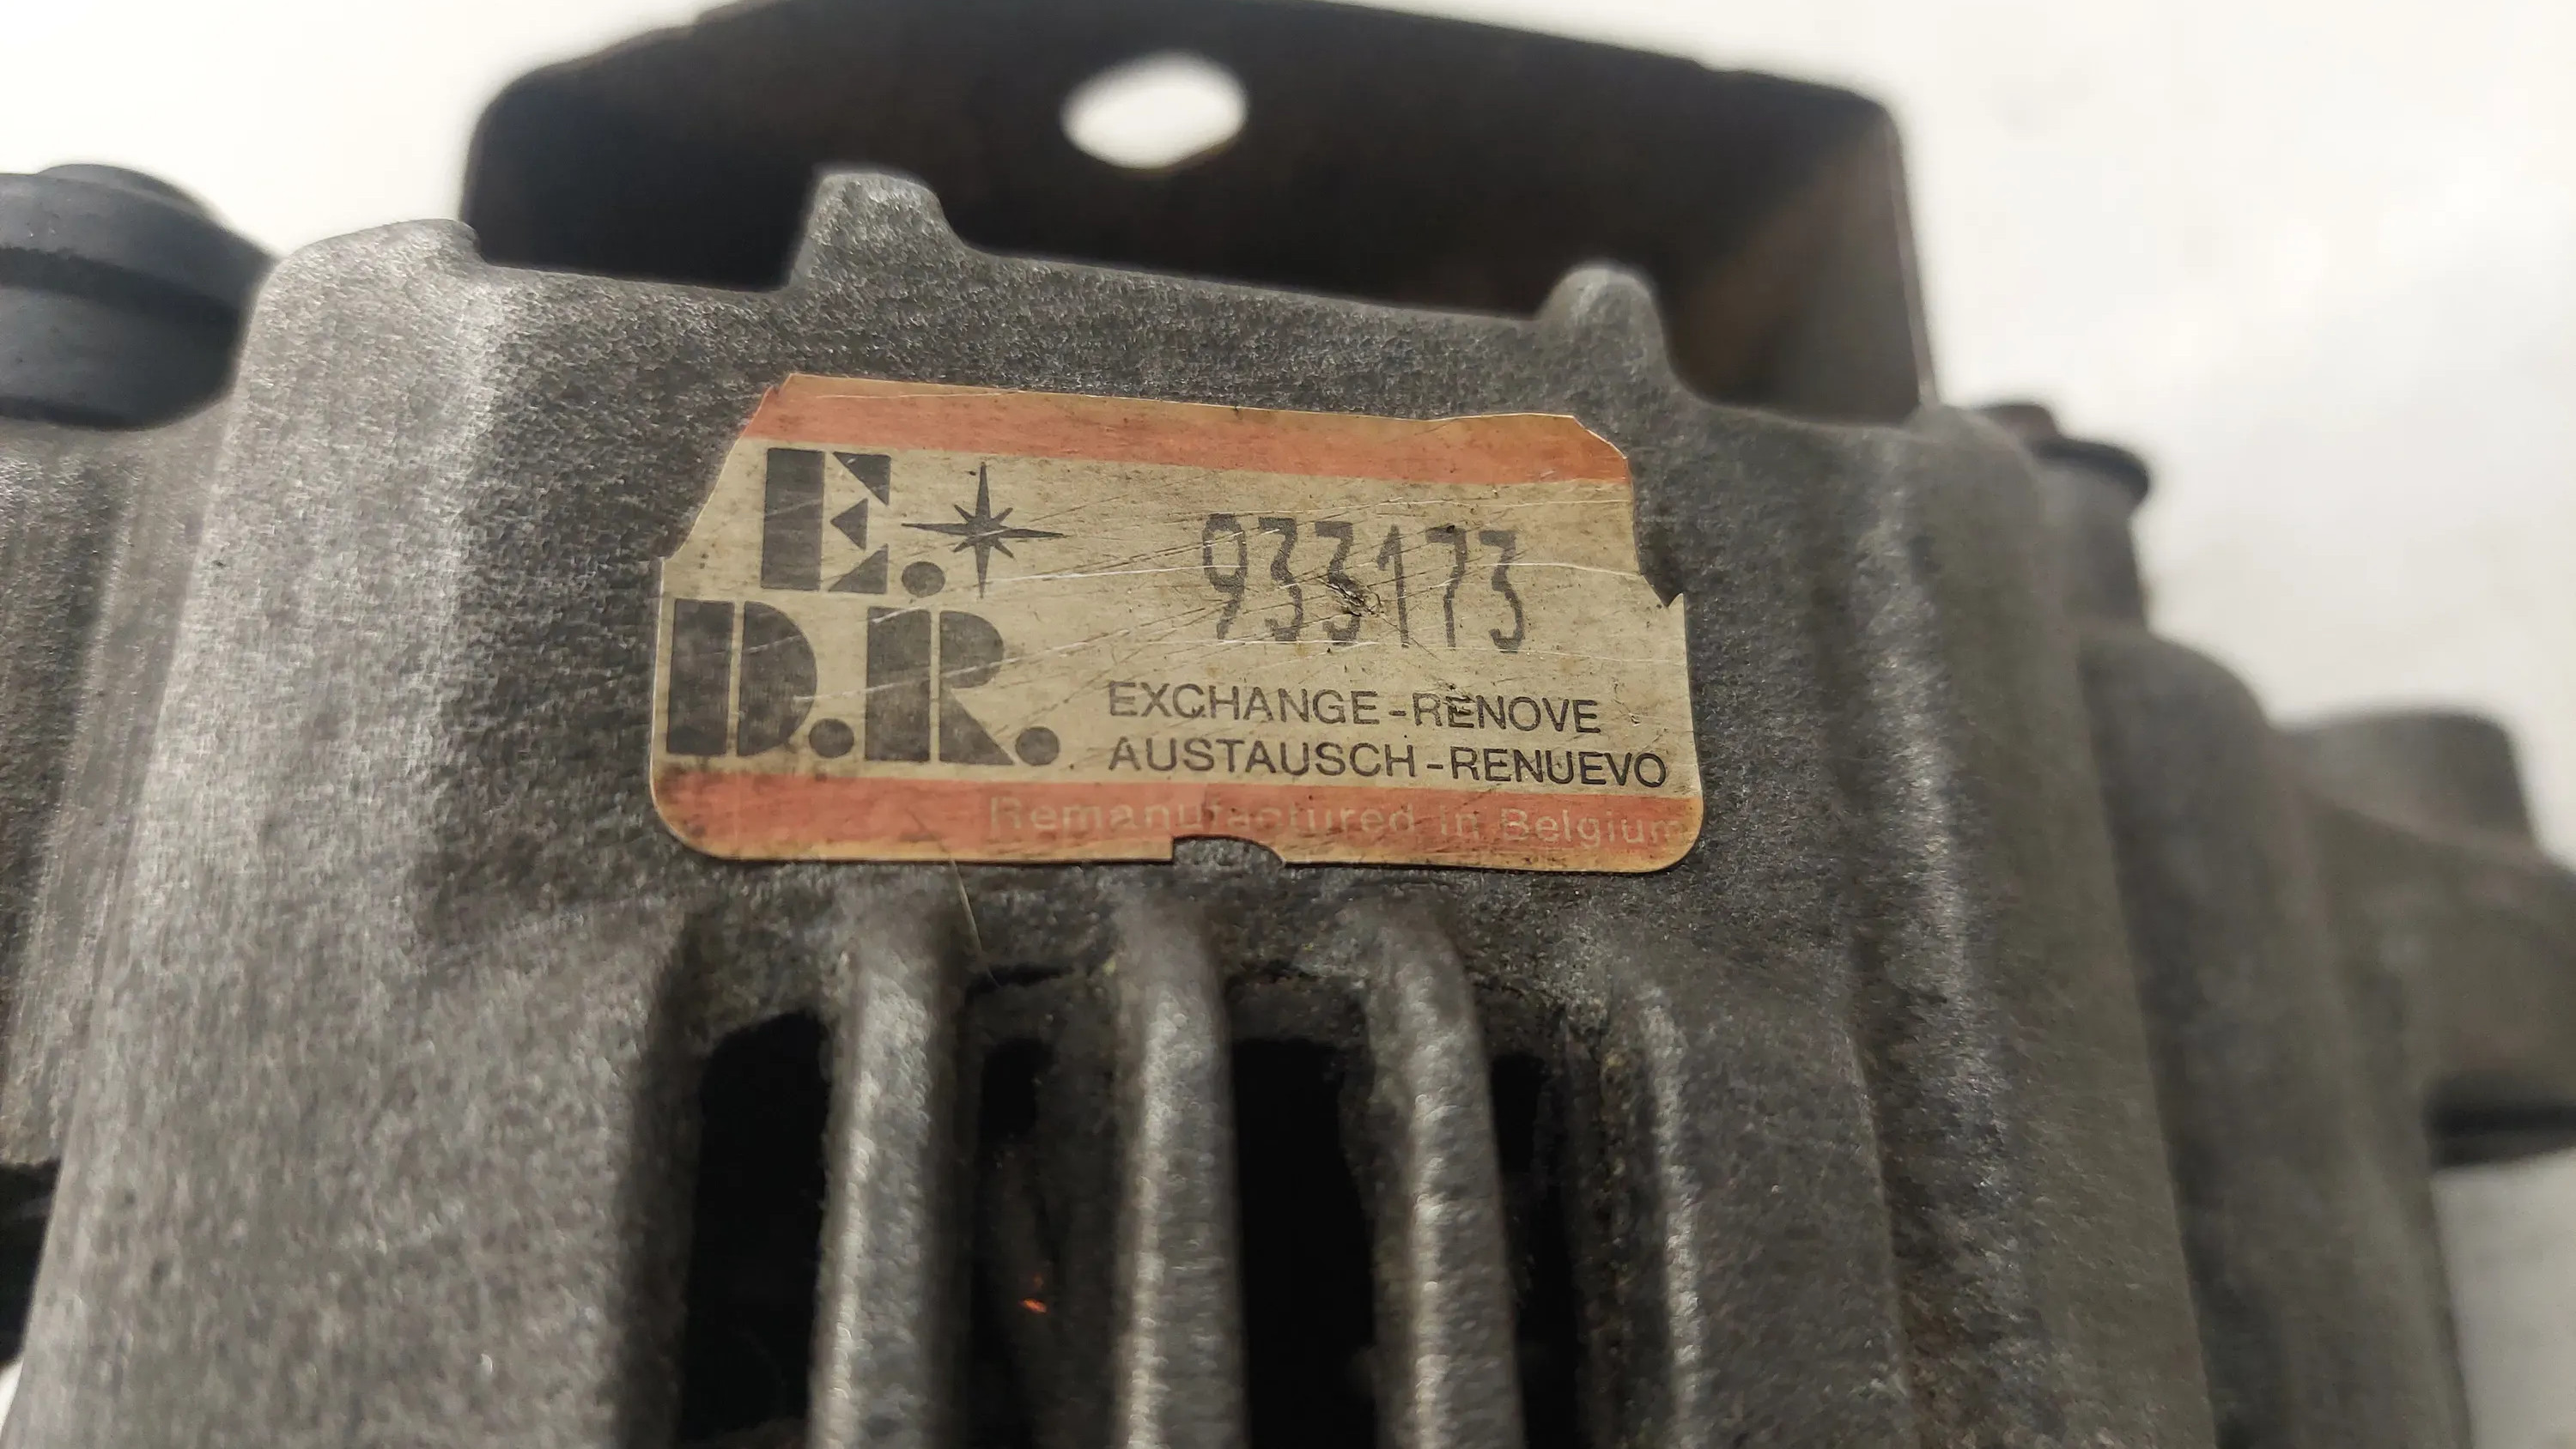 E.
D.R.
933173
EXCHANGE-RENOVE
AUSTAUSCH-RENUEVO
Remanufactured in Belgium